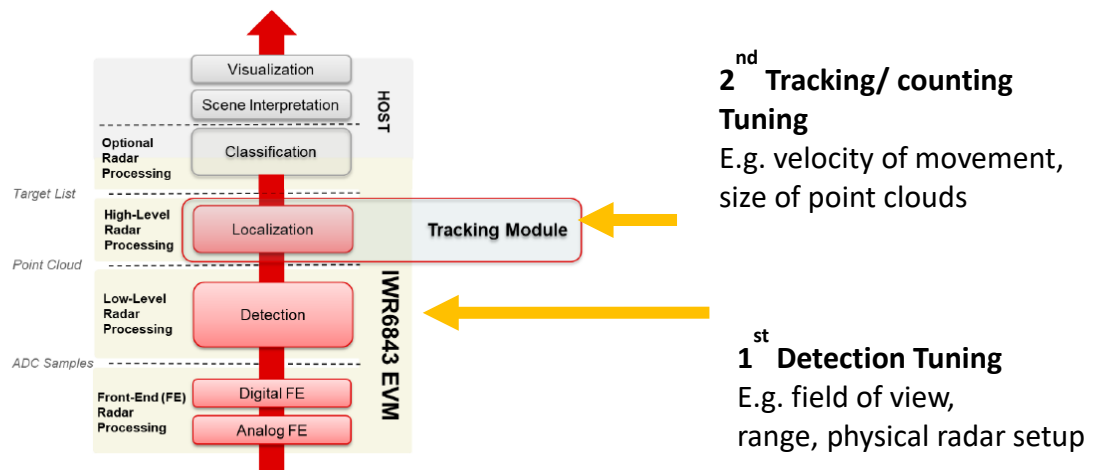 Visualization
Scene Interpretation
HOST
Optional
Radar
Processing
Classification
Target List
High-Level
Radar
Processing
Localization
Tracking Module
Point Cloud
Low-Level
Radar
Processing
Detection
IWR6843 EVM
ADC Samples
Front-End (FE)
Radar
Processing
Digital FE
Analog FE
2nd Tracking/ counting
Tuning
E.g. velocity of movement,
size of point clouds
1st Detection Tuning
E.g. field of view,
range, physical radar setup